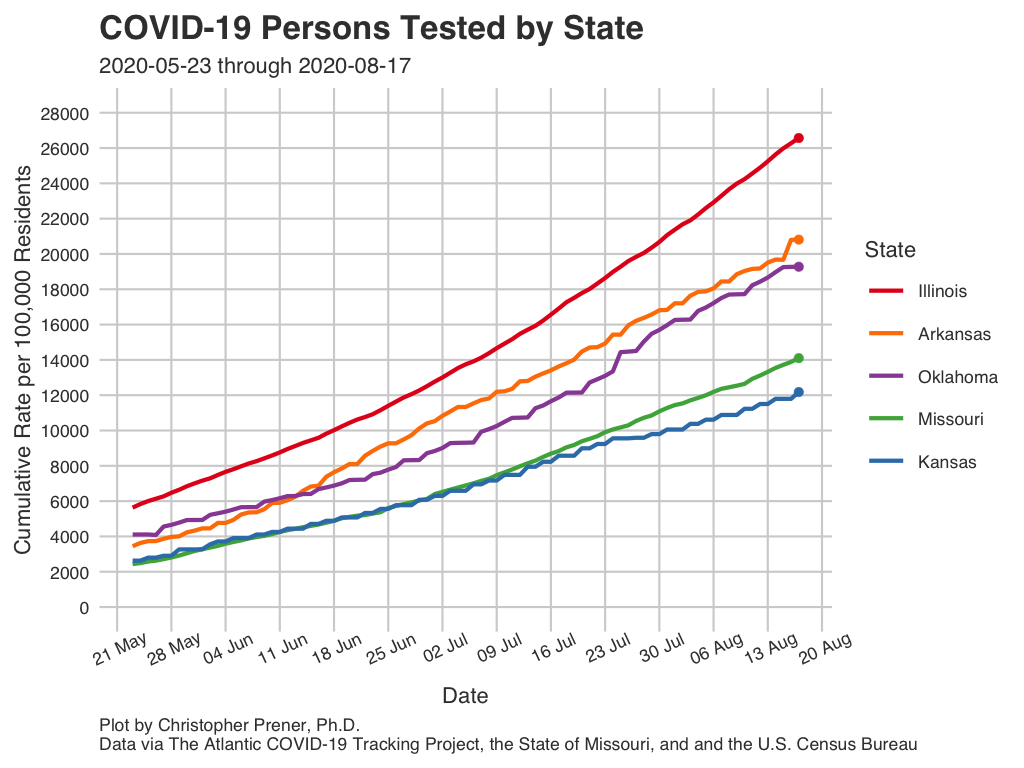 COVID-19 Persons Tested by State
2020-05-23 through 2020-08-17
Cumulative Rate per 100,000 Residents
28000
26000
24000
22000
20000
18000
16000
14000
12000
10000
8000
6000
4000
2000
0
21 May
28 May
04 Jun
11 Jun
18 Jun
25 Jun
02 Jul
09 Jul
16 Jul
23 Jul
30 Jul
06 Aug
13 Aug
20 Aug
Date
State
Illinois
Arkansas
Oklahoma
Missouri
Kansas
Plot by Christopher Prener, Ph.D.
Data via The Atlantic COVID-19 Tracking Project, the State of Missouri, and and the U.S. Census Bureau